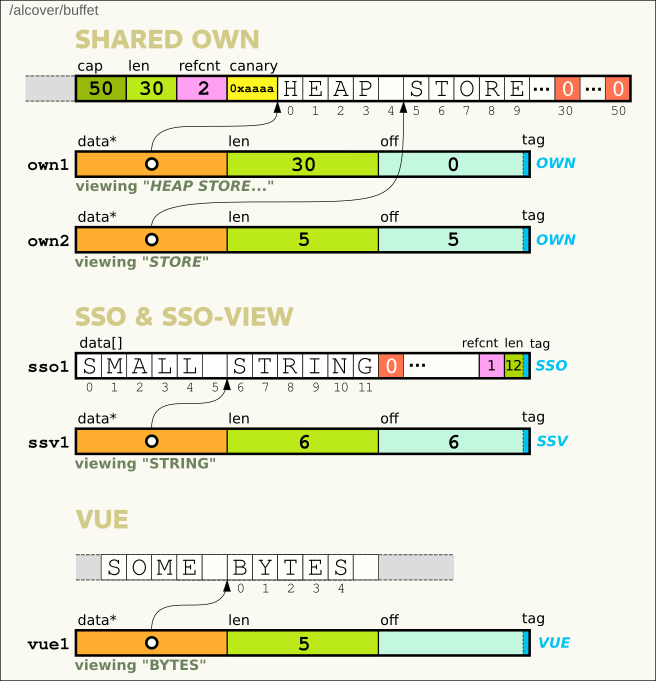 /alcover/buffet
SHARED OWN
cap len refcnt canary
50 30 2 0xaaaa H E A P S T O R E ... 0 ... 0
0 1 2 3 4 5 6 7 8 9 30 50
data* len off tag
own1 30 0 OWN
viewing "HEAP STORE..."
data* len off tag
own2 5 5 OWN
viewing "STORE"
SSO & SSO-VIEW
data[] refcnt len tag
sso1 S M A L L S T R I N G 0 ... 1 12 SSO
0 1 2 3 4 5 6 7 8 9 10 11
data* len off tag
ssv1 6 6 SSV
viewing "STRING"
VUE
S O M E B Y T E S
0 1 2 3 4
data* len off tag
vue1 5 VUE
viewing "BYTES"